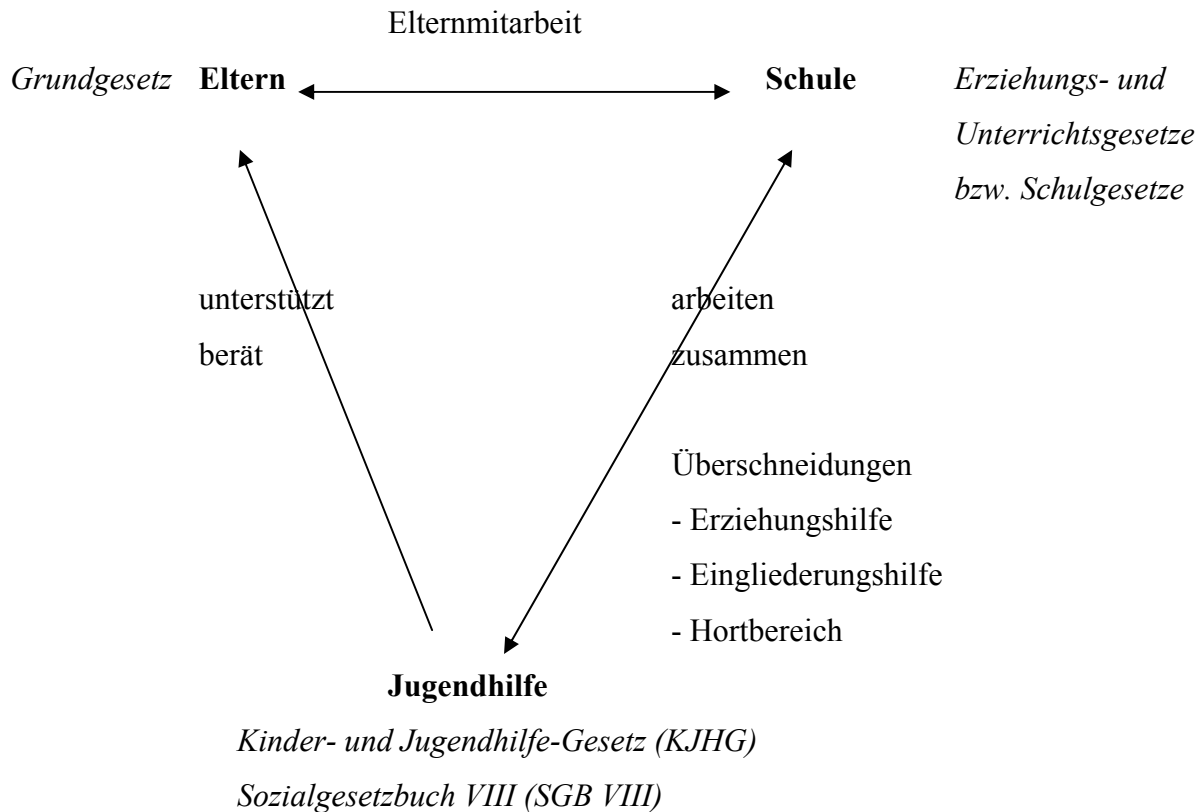 Elternmitarbeit
Grundgesetz Eltern Schule Erziehungs- und
Unterrichtsgesetze
bzw. Schulgesetze
unterstützt arbeiten
berät zusammen
Überschneidungen
- Erziehungshilfe
- Eingliederungshilfe
- Hortbereich
Jugendhilfe
Kinder- und Jugendhilfe-Gesetz (KJHG)
Sozialgesetzbuch VIII (SGB VIII)